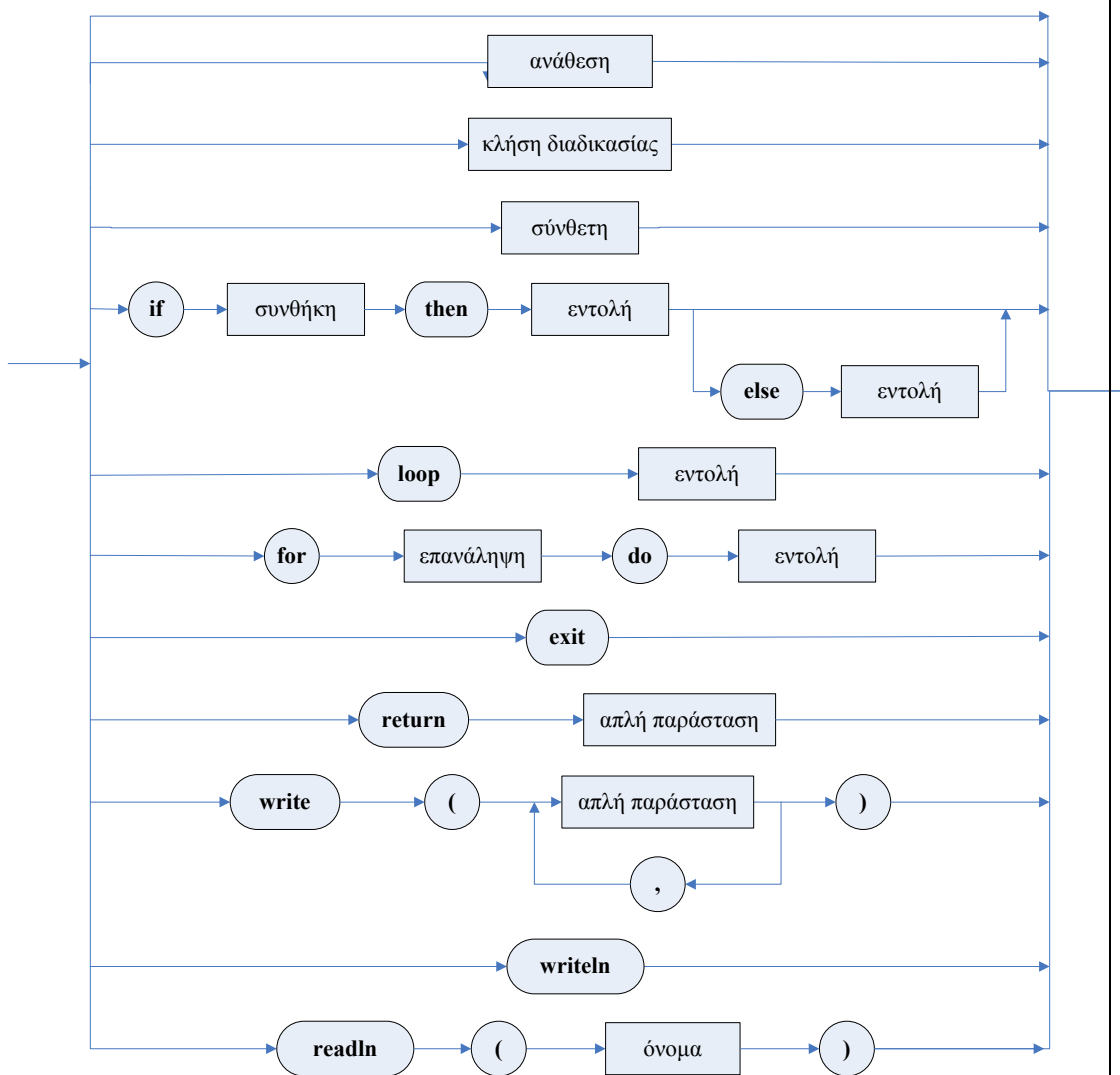 ανάθεση
κλήση διαδικασίας
σύνθετη
if συνθήκη then εντολή
else εντολή
loop εντολή
for επανάληψη do εντολή
exit
return απλή παράσταση
write ( απλή παράσταση )
,
writeln
readln ( όνομα )